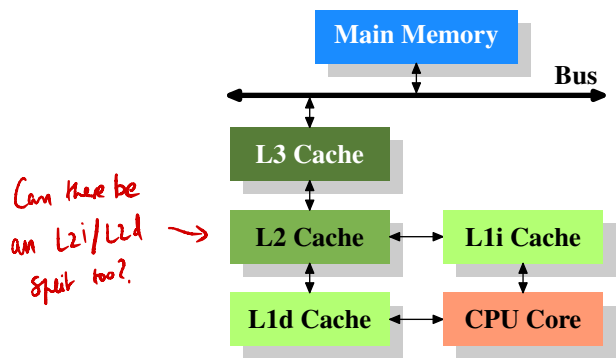 Main Memory
Bus
L3 Cache
Can there be
an L2i/L2d
split too?
L2 Cache
L1i Cache
L1d Cache
CPU Core